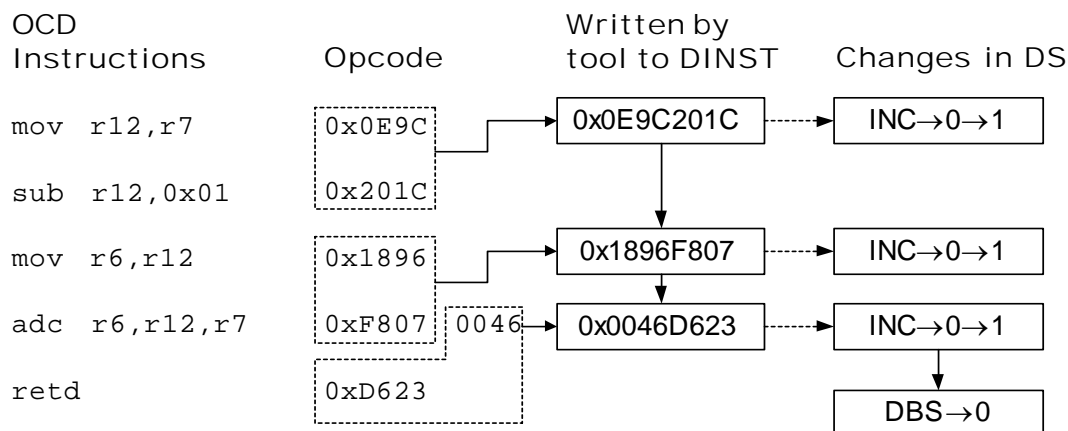 OCD Instructions
Opcode
Written by tool to DINST
Changes in DS
mov r12,r7
0x0E9C
0x0E9C201C
INC→0→1
sub r12,0x01
0x201C
mov r6,r12
0x1896
0x1896F807
INC→0→1
adc r6,r12,r7
0xF807
0046
0x0046D623
INC→0→1
retd
0xD623
DBS→0